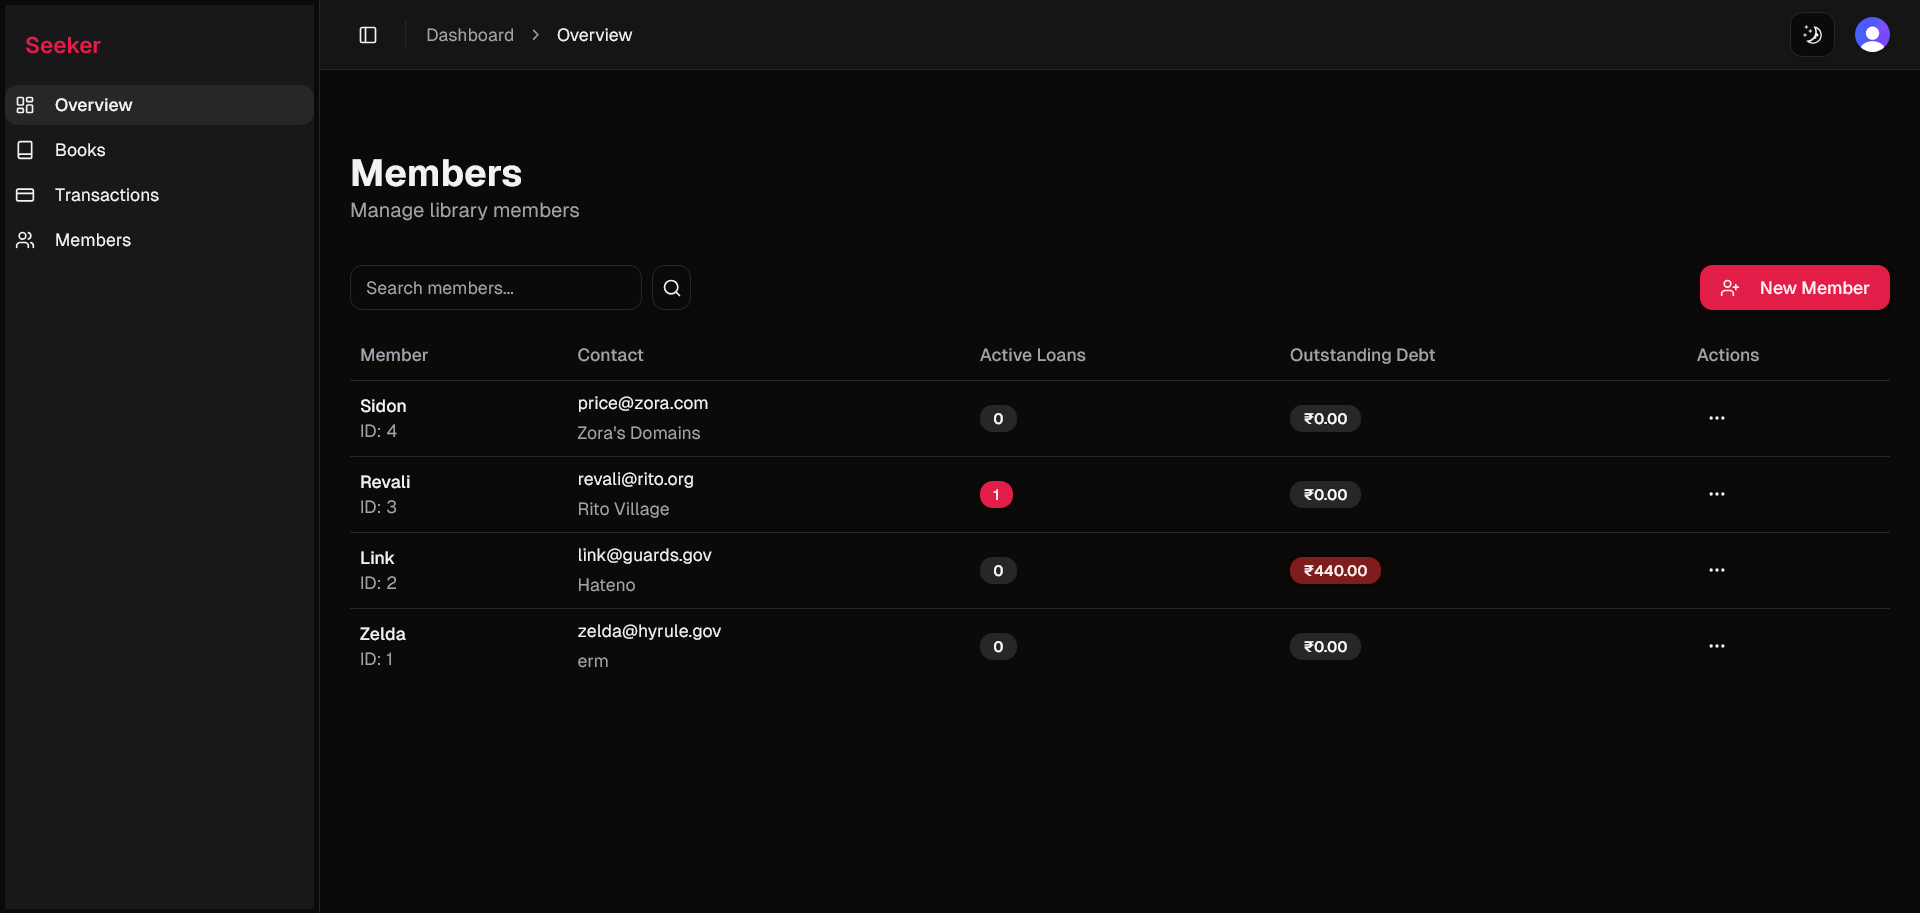 Seeker
Overview
Books
Transactions
Members
Dashboard > Overview
Members
Manage library members
Search members...
New Member
Member Contact Active Loans Outstanding Debt Actions
Sidon price@zora.com 0 ₹0.00 ...
ID: 4 Zora's Domains
Revali revali@rito.org 1 ₹0.00 ...
ID: 3 Rito Village
Link link@guards.gov 0 ₹440.00 ...
ID: 2 Hateno
Zelda zelda@hyrule.gov 0 ₹0.00 ...
ID: 1 erm